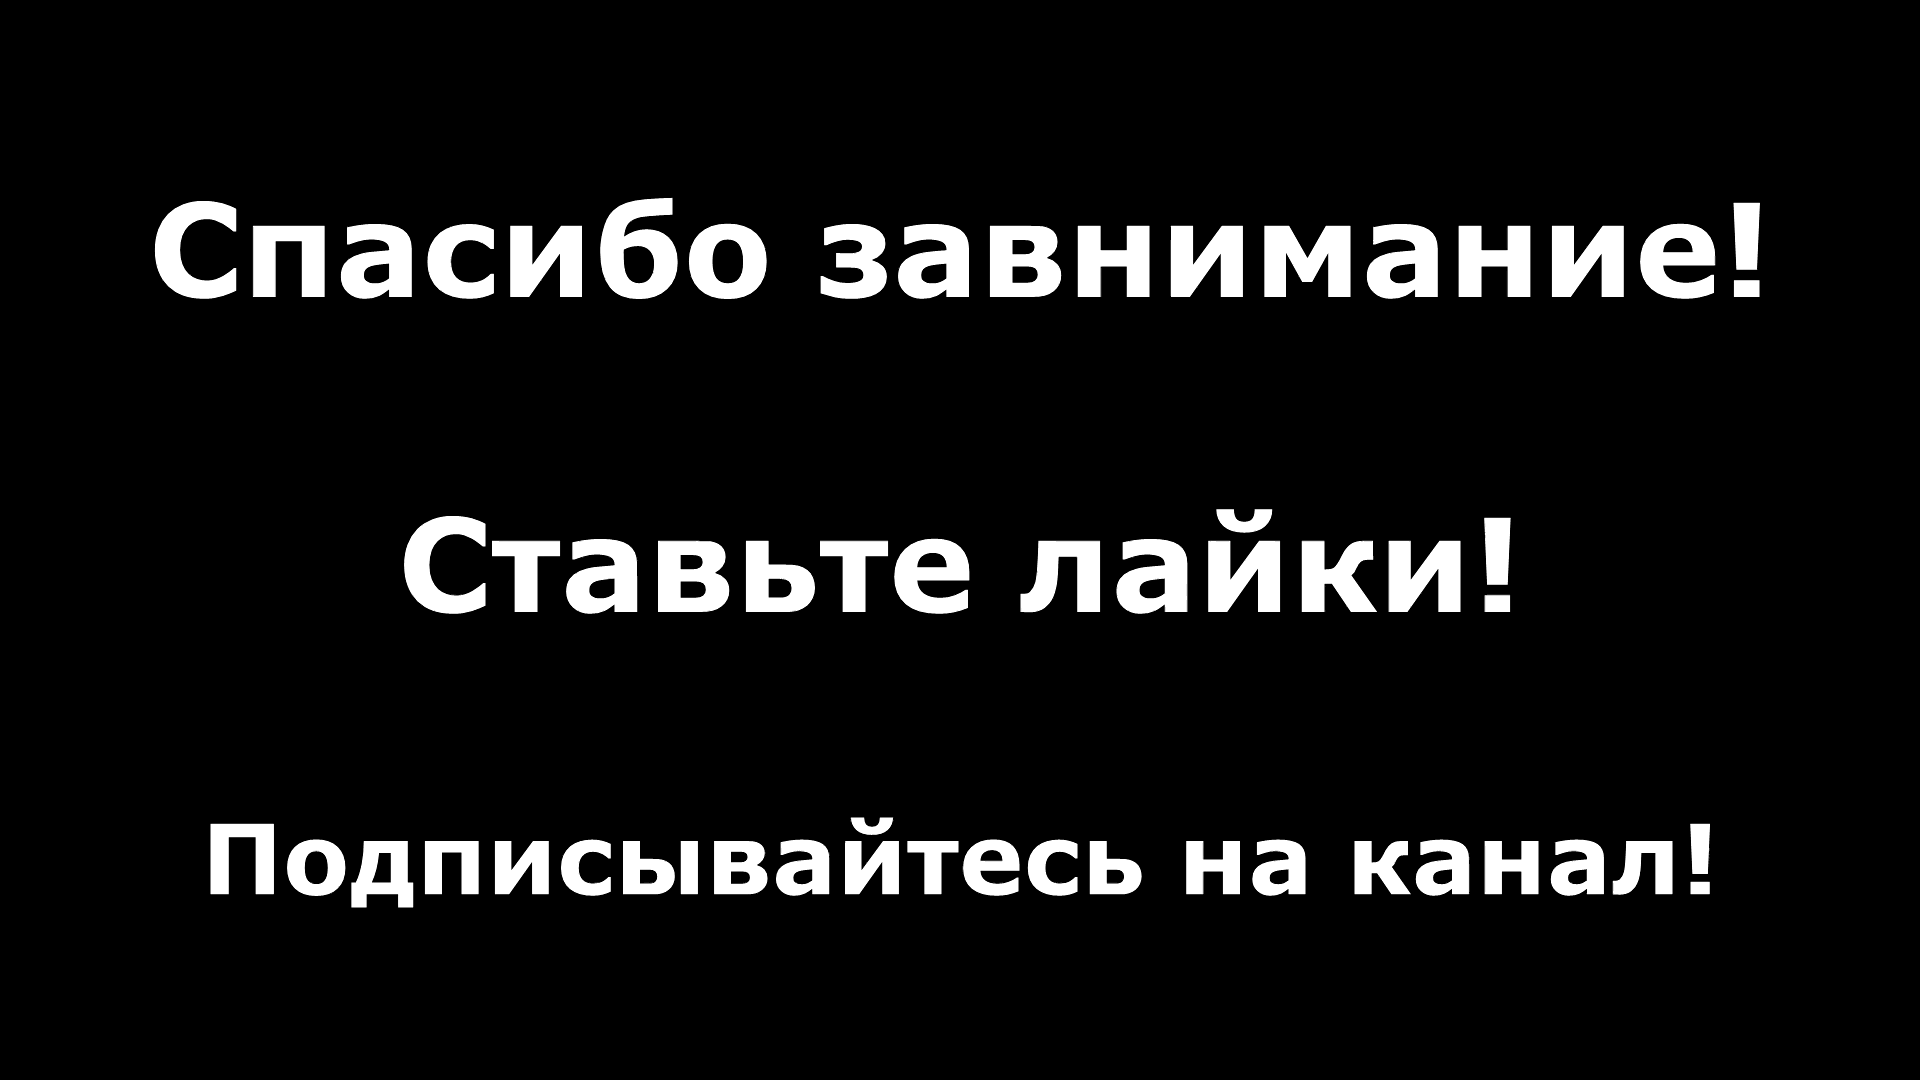 Спасибо завнимание!
Ставьте лайки!
Подписывайтесь на канал!